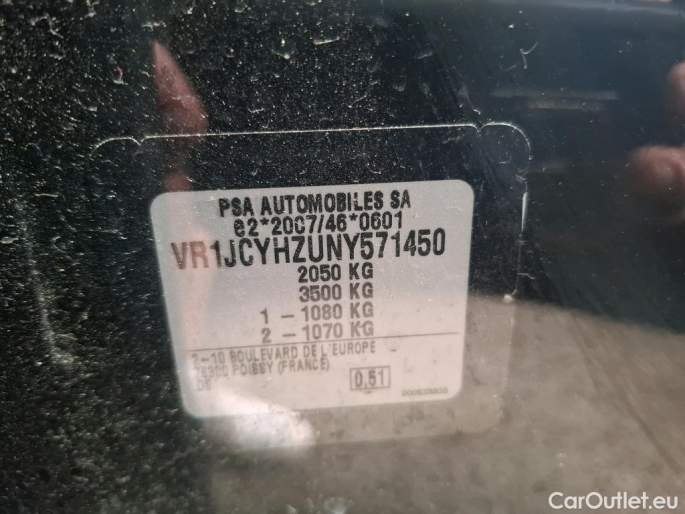 PSA AUTOMOBILES SA
e2*2007/46*0601
VR1JCYHZUNY571450
2050 KG
3500 KG
1 - 1080 KG
2 - 1070 KG
2-10 BOULEVARD DE L'EUROPE
POISSY (FRANCE)
DS
0,51
CarOutlet.eu